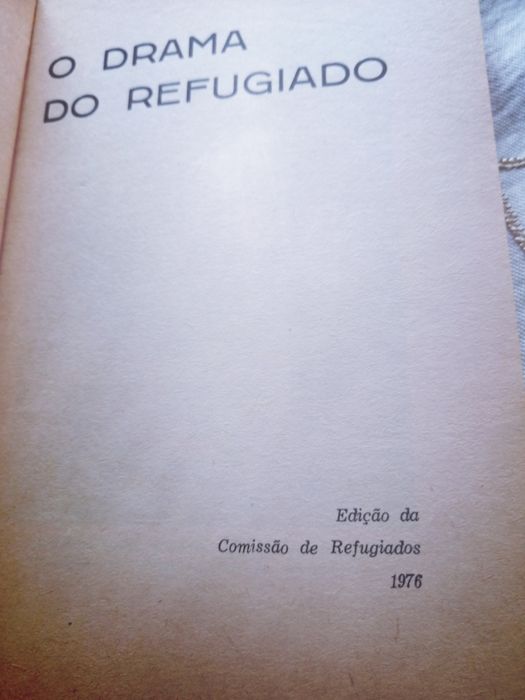 O DRAMA
DO REFUGIADO
Edição da
Comissão de Refugiados
1976